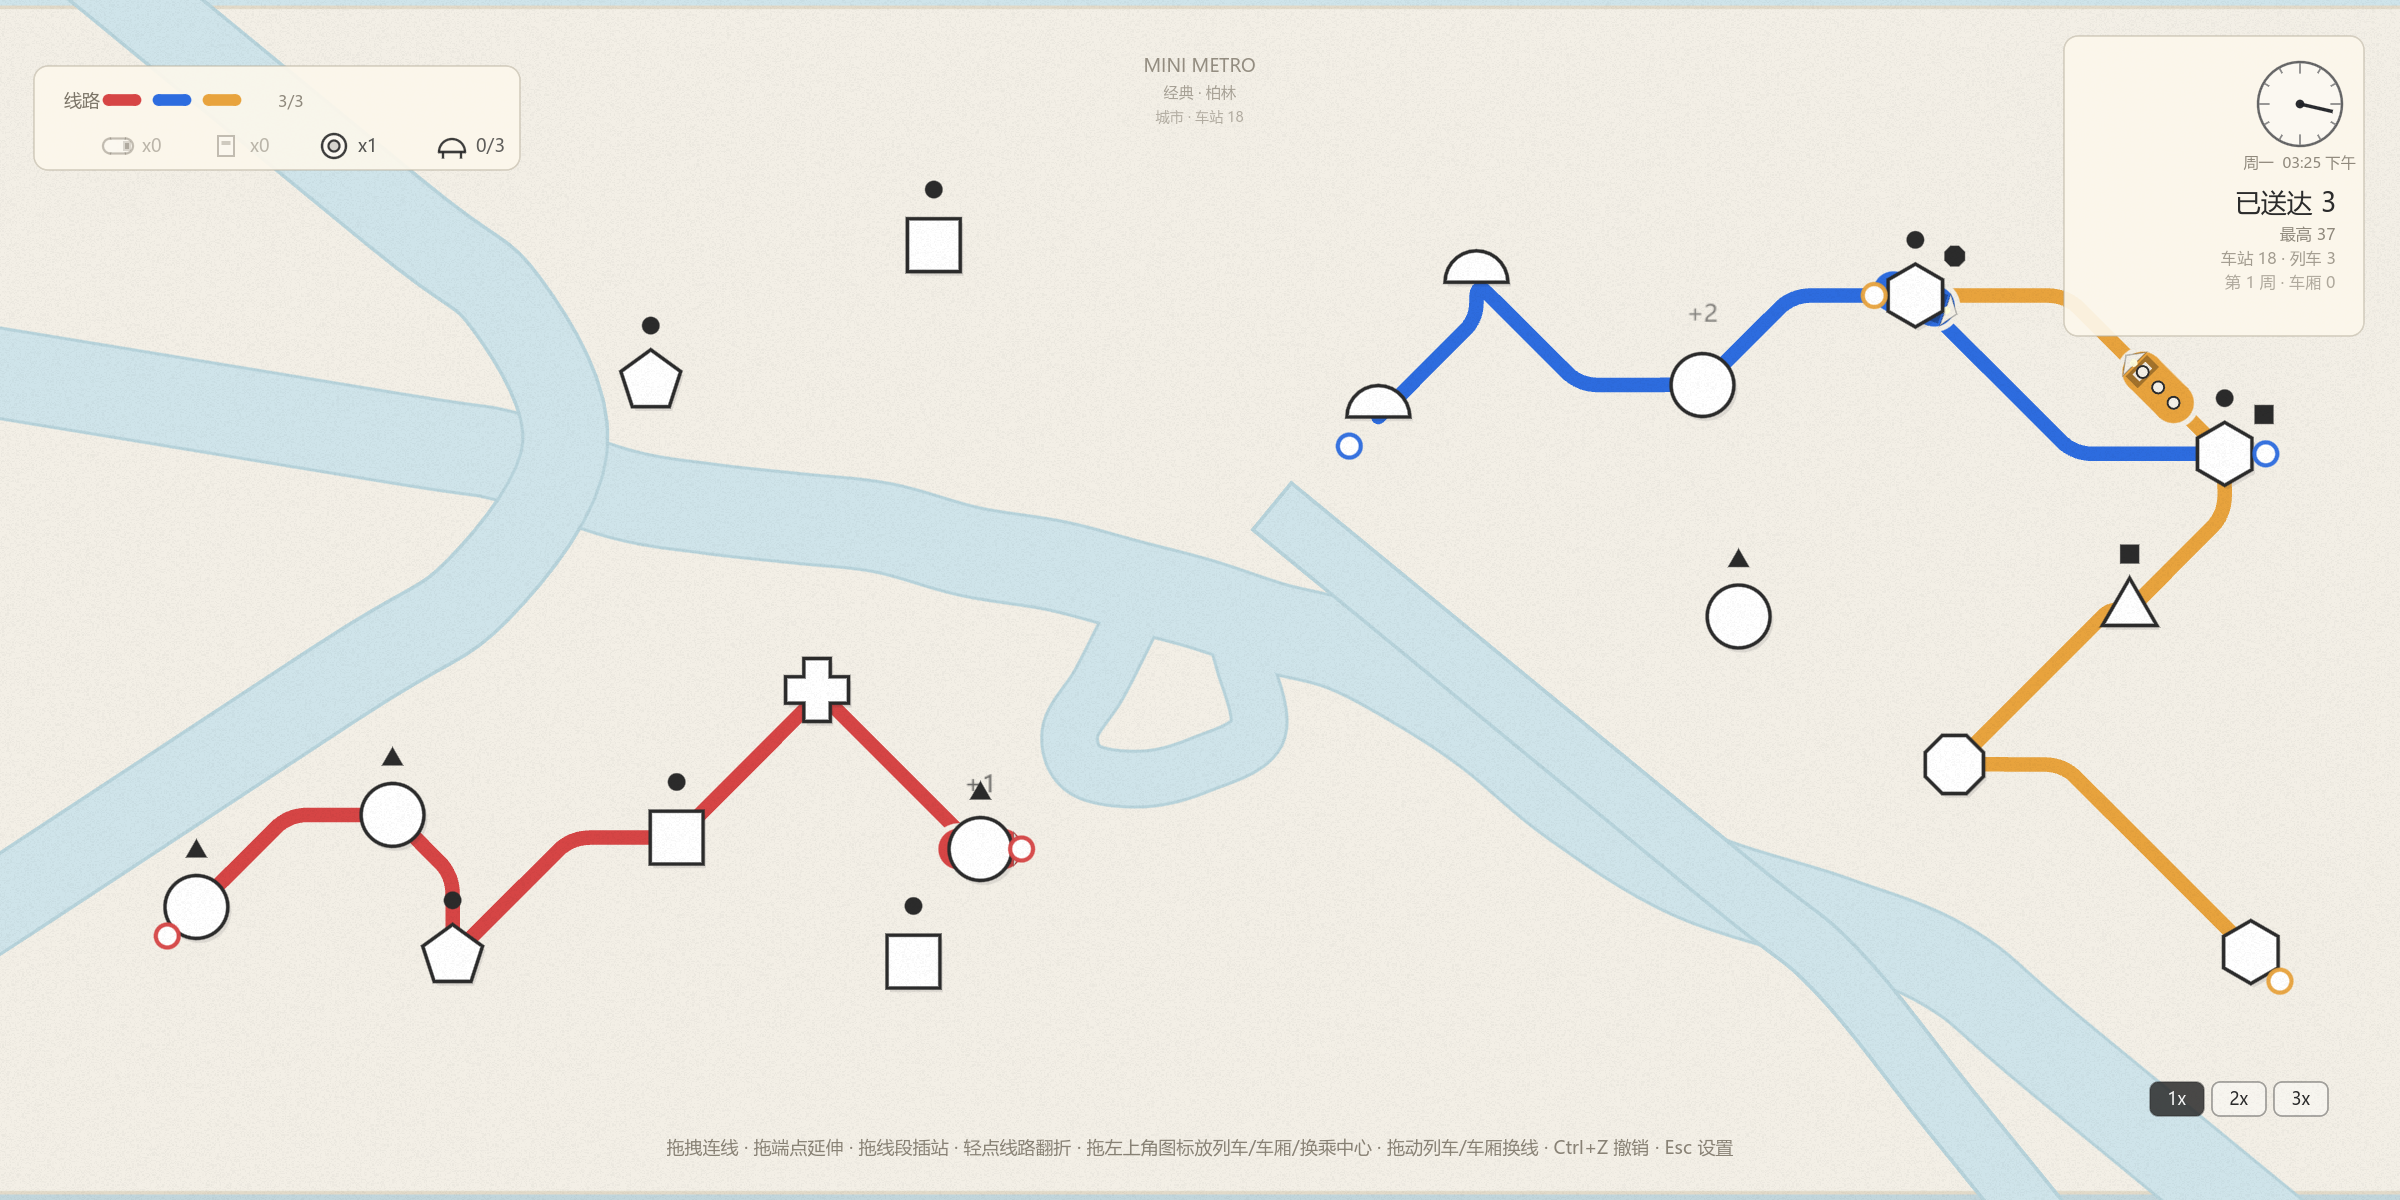 线路 3/3
x0 x0 x1 0/3
MINI METRO
经典 · 柏林
城市 · 车站 18
周一 03:25 下午
已送达 3
最高 37
车站 18 · 列车 3
第 1 周 · 车厢 0
+2
+1
1x 2x 3x
拖拽连线 · 拖端点延伸 · 拖线段插站 · 轻点线路翻折 · 拖左上角图标放列车/车厢/换乘中心 · 拖动列车/车厢换线 · Ctrl+Z 撤销 · Esc 设置